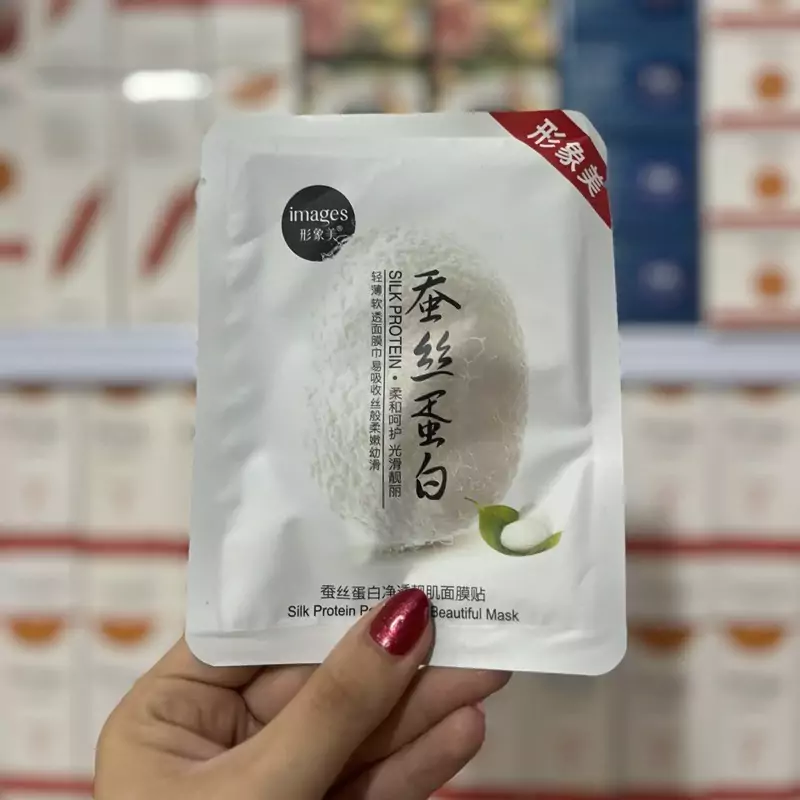 形象美
images
形象美®
蚕丝蛋白
SILK PROTEIN · 柔和呵护 光滑靓丽
轻薄软透面膜巾易吸收丝般柔嫩幼滑
蚕丝蛋白净透靓肌面膜贴
Silk Protein Beautiful Mask